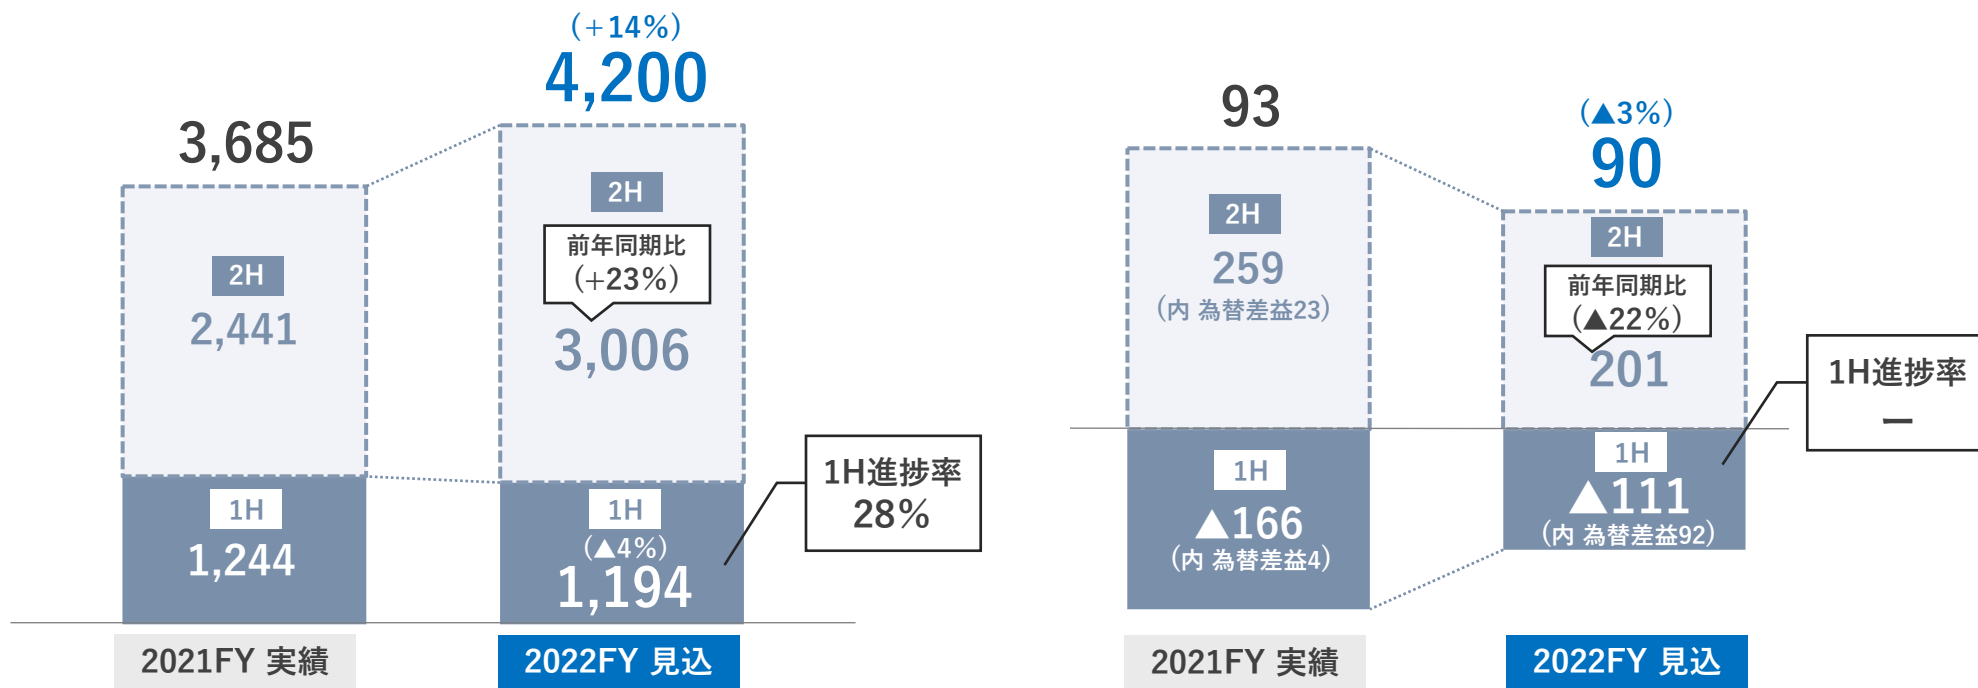 3,685
2H
2,441
1H
1,244
2021FY 実績
(+14%)
4,200
2H
前年同期比
(+23%)
3,006
1H
(▲4%)
1,194
2022FY 見込
1H進捗率
28%
93
2H
259
(内 為替差益23)
1H
▲166
(内 為替差益4)
2021FY 実績
(▲3%)
90
2H
前年同期比
(▲22%)
201
1H
▲111
(内 為替差益92)
2022FY 見込
1H進捗率
ー